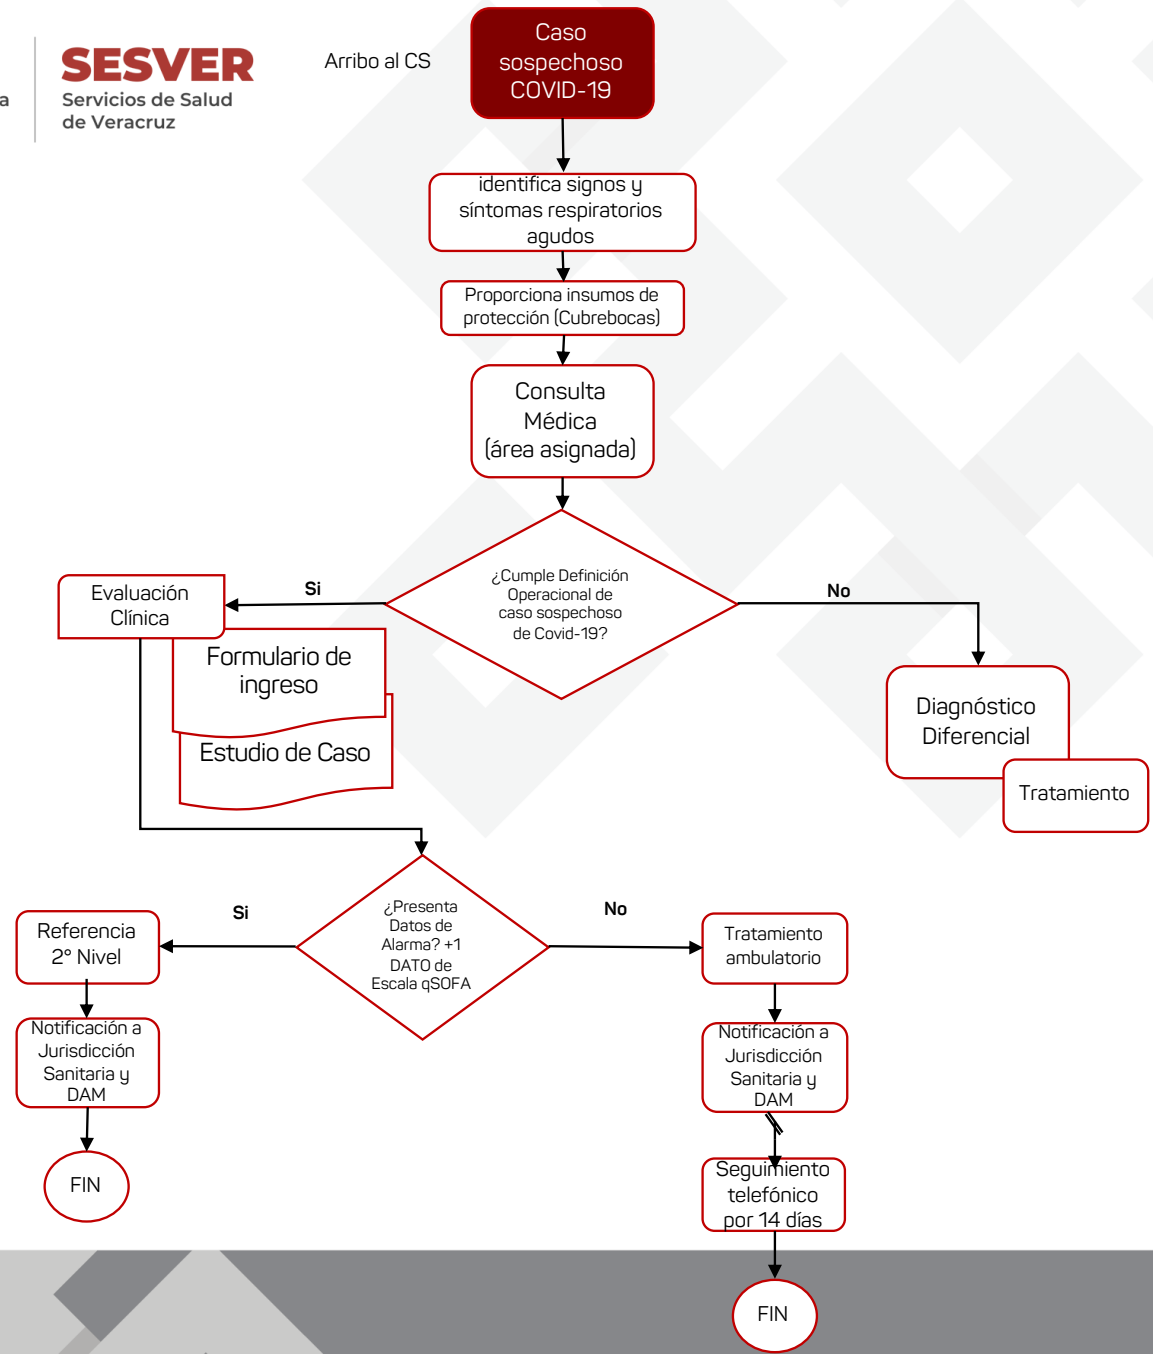 a
SESVER
Servicios de Salud
de Veracruz
Arribo al CS
Caso
sospechoso
COVID-19
identifica signos y
síntomas respiratorios
agudos
Proporciona insumos de
protección (Cubrebocas)
Consulta
Médica
(área asignada)
¿Cumple Definición
Operacional de
caso sospechoso
de Covid-19?
Si
No
Evaluación
Clínica
Formulario de
ingreso
Estudio de Caso
Diagnóstico
Diferencial
Tratamiento
¿Presenta
Datos de
Alarma? +1
DATO de
Escala qSOFA
Si
No
Referencia
2° Nivel
Notificación a
Jurisdicción
Sanitaria y
DAM
FIN
Tratamiento
ambulatorio
Notificación a
Jurisdicción
Sanitaria y
DAM
Seguimiento
telefónico
por 14 días
FIN